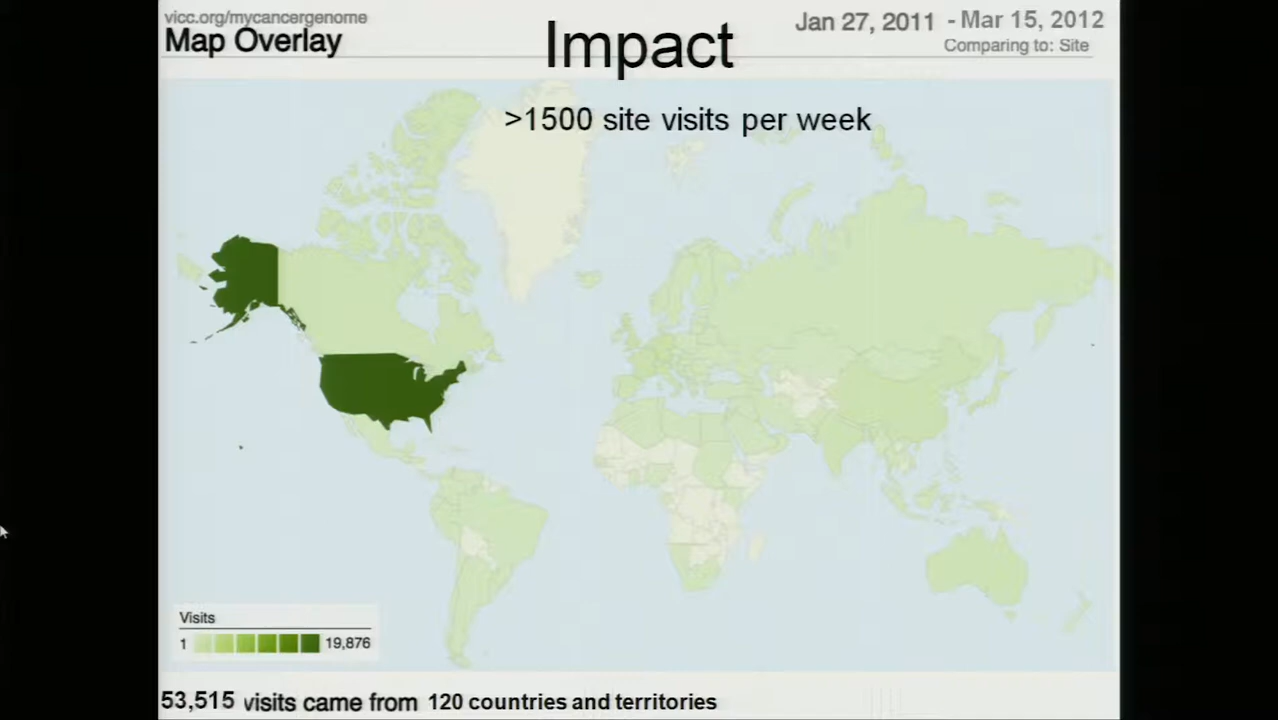 vicc.org/mycancergenome
Map Overlay
Impact
Jan 27, 2011 - Mar 15, 2012
Comparing to: Site
>1500 site visits per week
Visits
1 19,876
53,515 visits came from 120 countries and territories